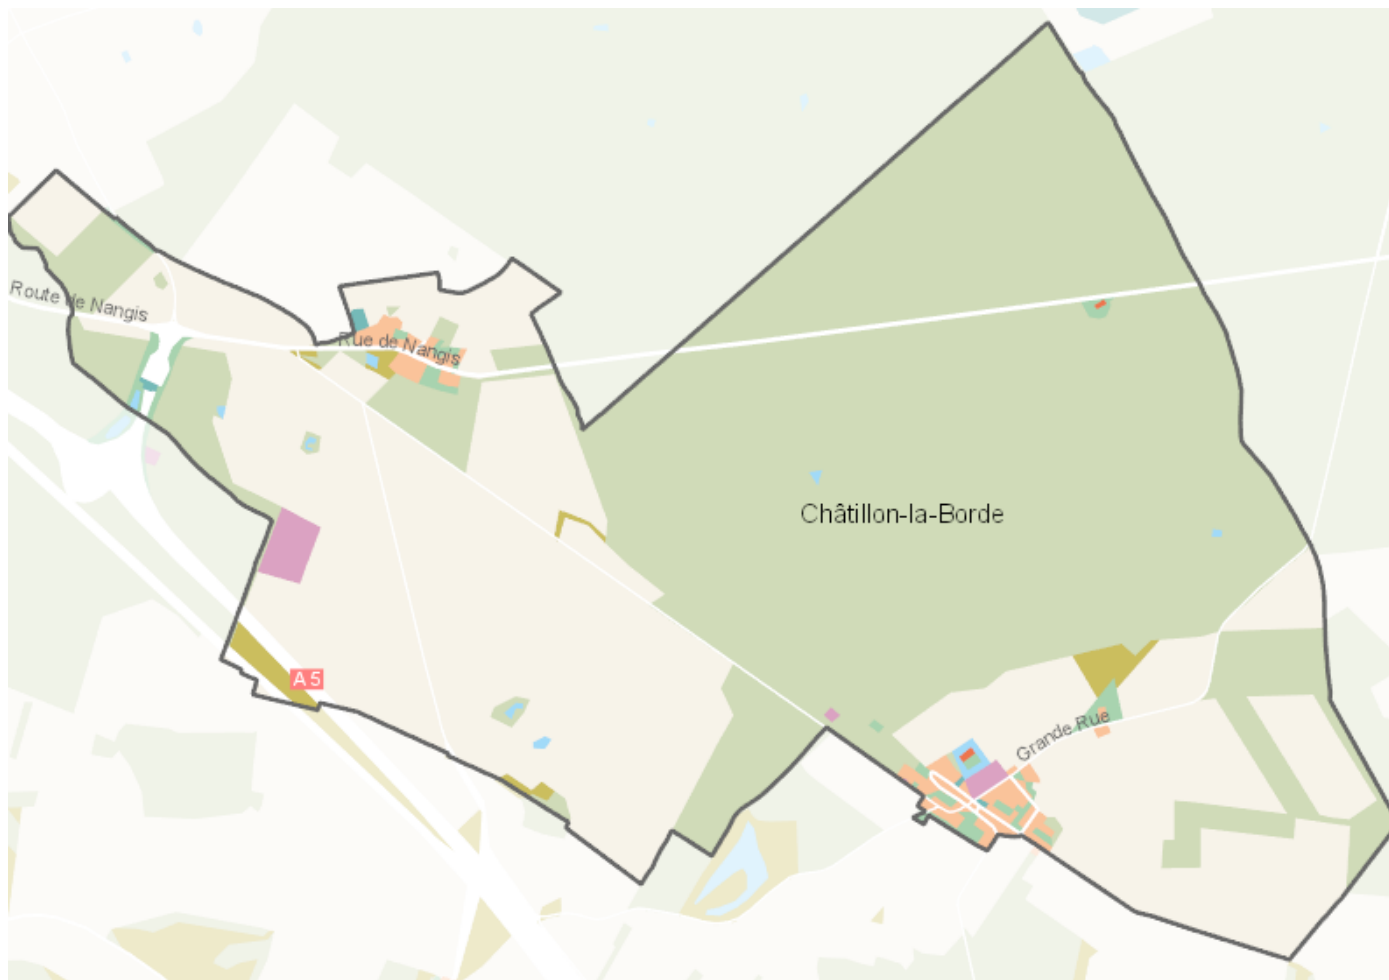 Route de Nangis
Rue de Nangis
Châtillon-la-Borde
A 5
Grande Rue